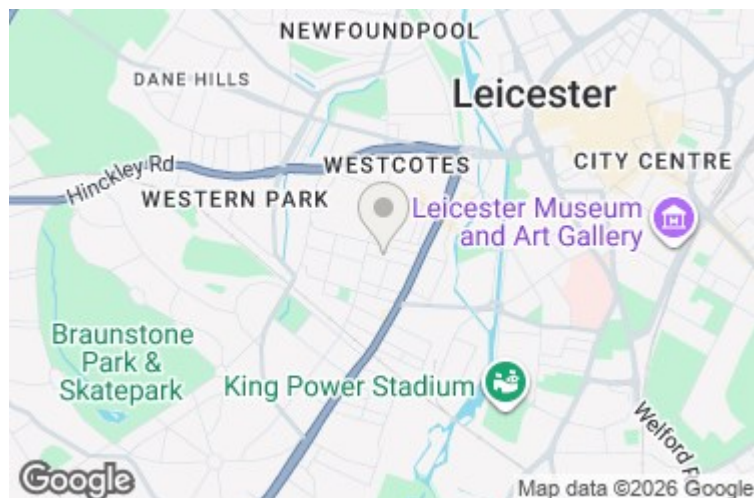 NEWFOUNDPOOL
DANE HILLS
Leicester
Hinckley Rd
WESTCOTES
CITY CENTRE
WESTERN PARK
Leicester Museum
and Art Gallery
Braunstone
Park &
Skatepark
King Power Stadium
Welford
Google
Map data ©2026 Google